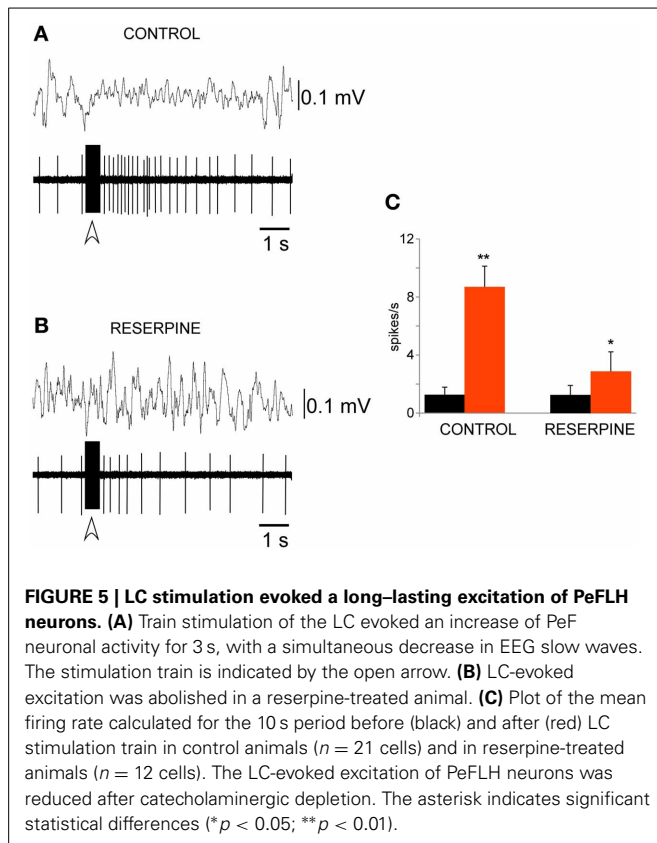 A
CONTROL
0.1 mV
1 s
B
RESERPINE
0.1 mV
1 s
C
12
8
4
0
spikes/s
**
*
CONTROL RESERPINE
FIGURE 5 | LC stimulation evoked a long–lasting excitation of PeFLH
neurons. (A) Train stimulation of the LC evoked an increase of PeF
neuronal activity for 3 s, with a simultaneous decrease in EEG slow waves.
The stimulation train is indicated by the open arrow. (B) LC-evoked
excitation was abolished in a reserpine-treated animal. (C) Plot of the mean
firing rate calculated for the 10 s period before (black) and after (red) LC
stimulation train in control animals (n = 21 cells) and in reserpine-treated
animals (n = 12 cells). The LC-evoked excitation of PeFLH neurons was
reduced after catecholaminergic depletion. The asterisk indicates significant
statistical differences (*p < 0.05; **p < 0.01).